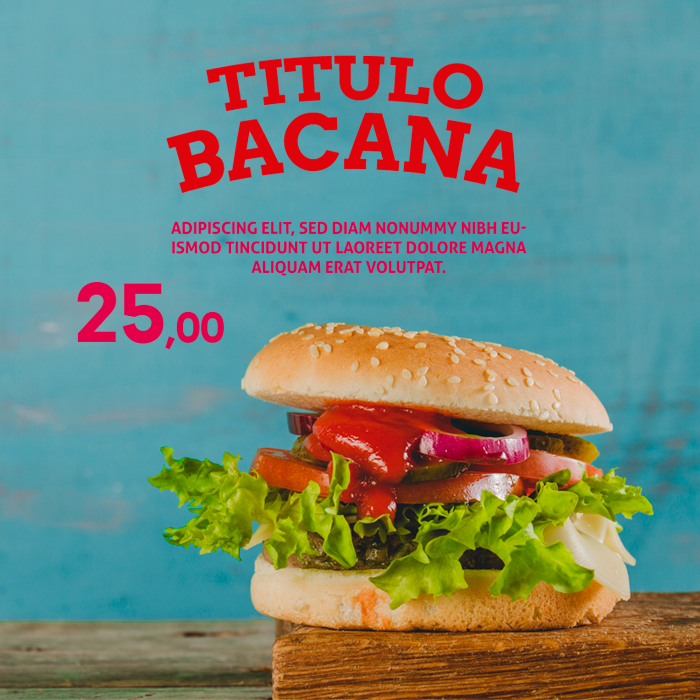 TITULO
BACANA
ADIPISCING ELIT, SED DIAM NONUMMY NIBH EU-
ISMOD TINCIDUNT UT LAOREET DOLORE MAGNA
ALIQUAM ERAT VOLUTPAT.
25,00